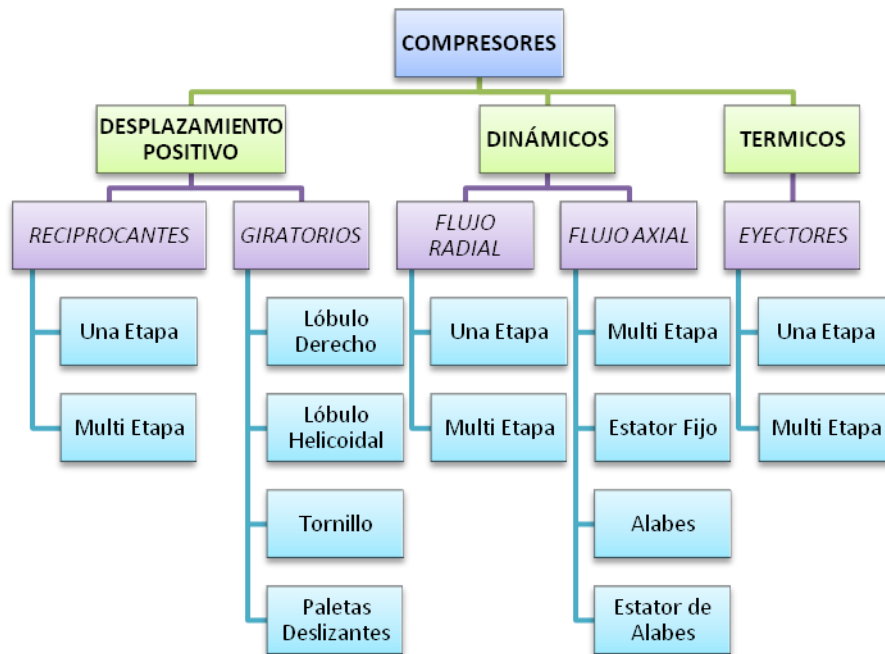 COMPRESORES
DESPLAZAMIENTO
POSITIVO
DINÁMICOS
TERMICOS
RECIPROCANTES
GIRATORIOS
FLUJO
RADIAL
FLUJO AXIAL
EYECTORES
Una Etapa
Multi Etapa
Lóbulo
Derecho
Lóbulo
Helicoidal
Tornillo
Paletas
Deslizantes
Una Etapa
Multi Etapa
Multi Etapa
Estator Fijo
Alabes
Estator de
Alabes
Una Etapa
Multi Etapa